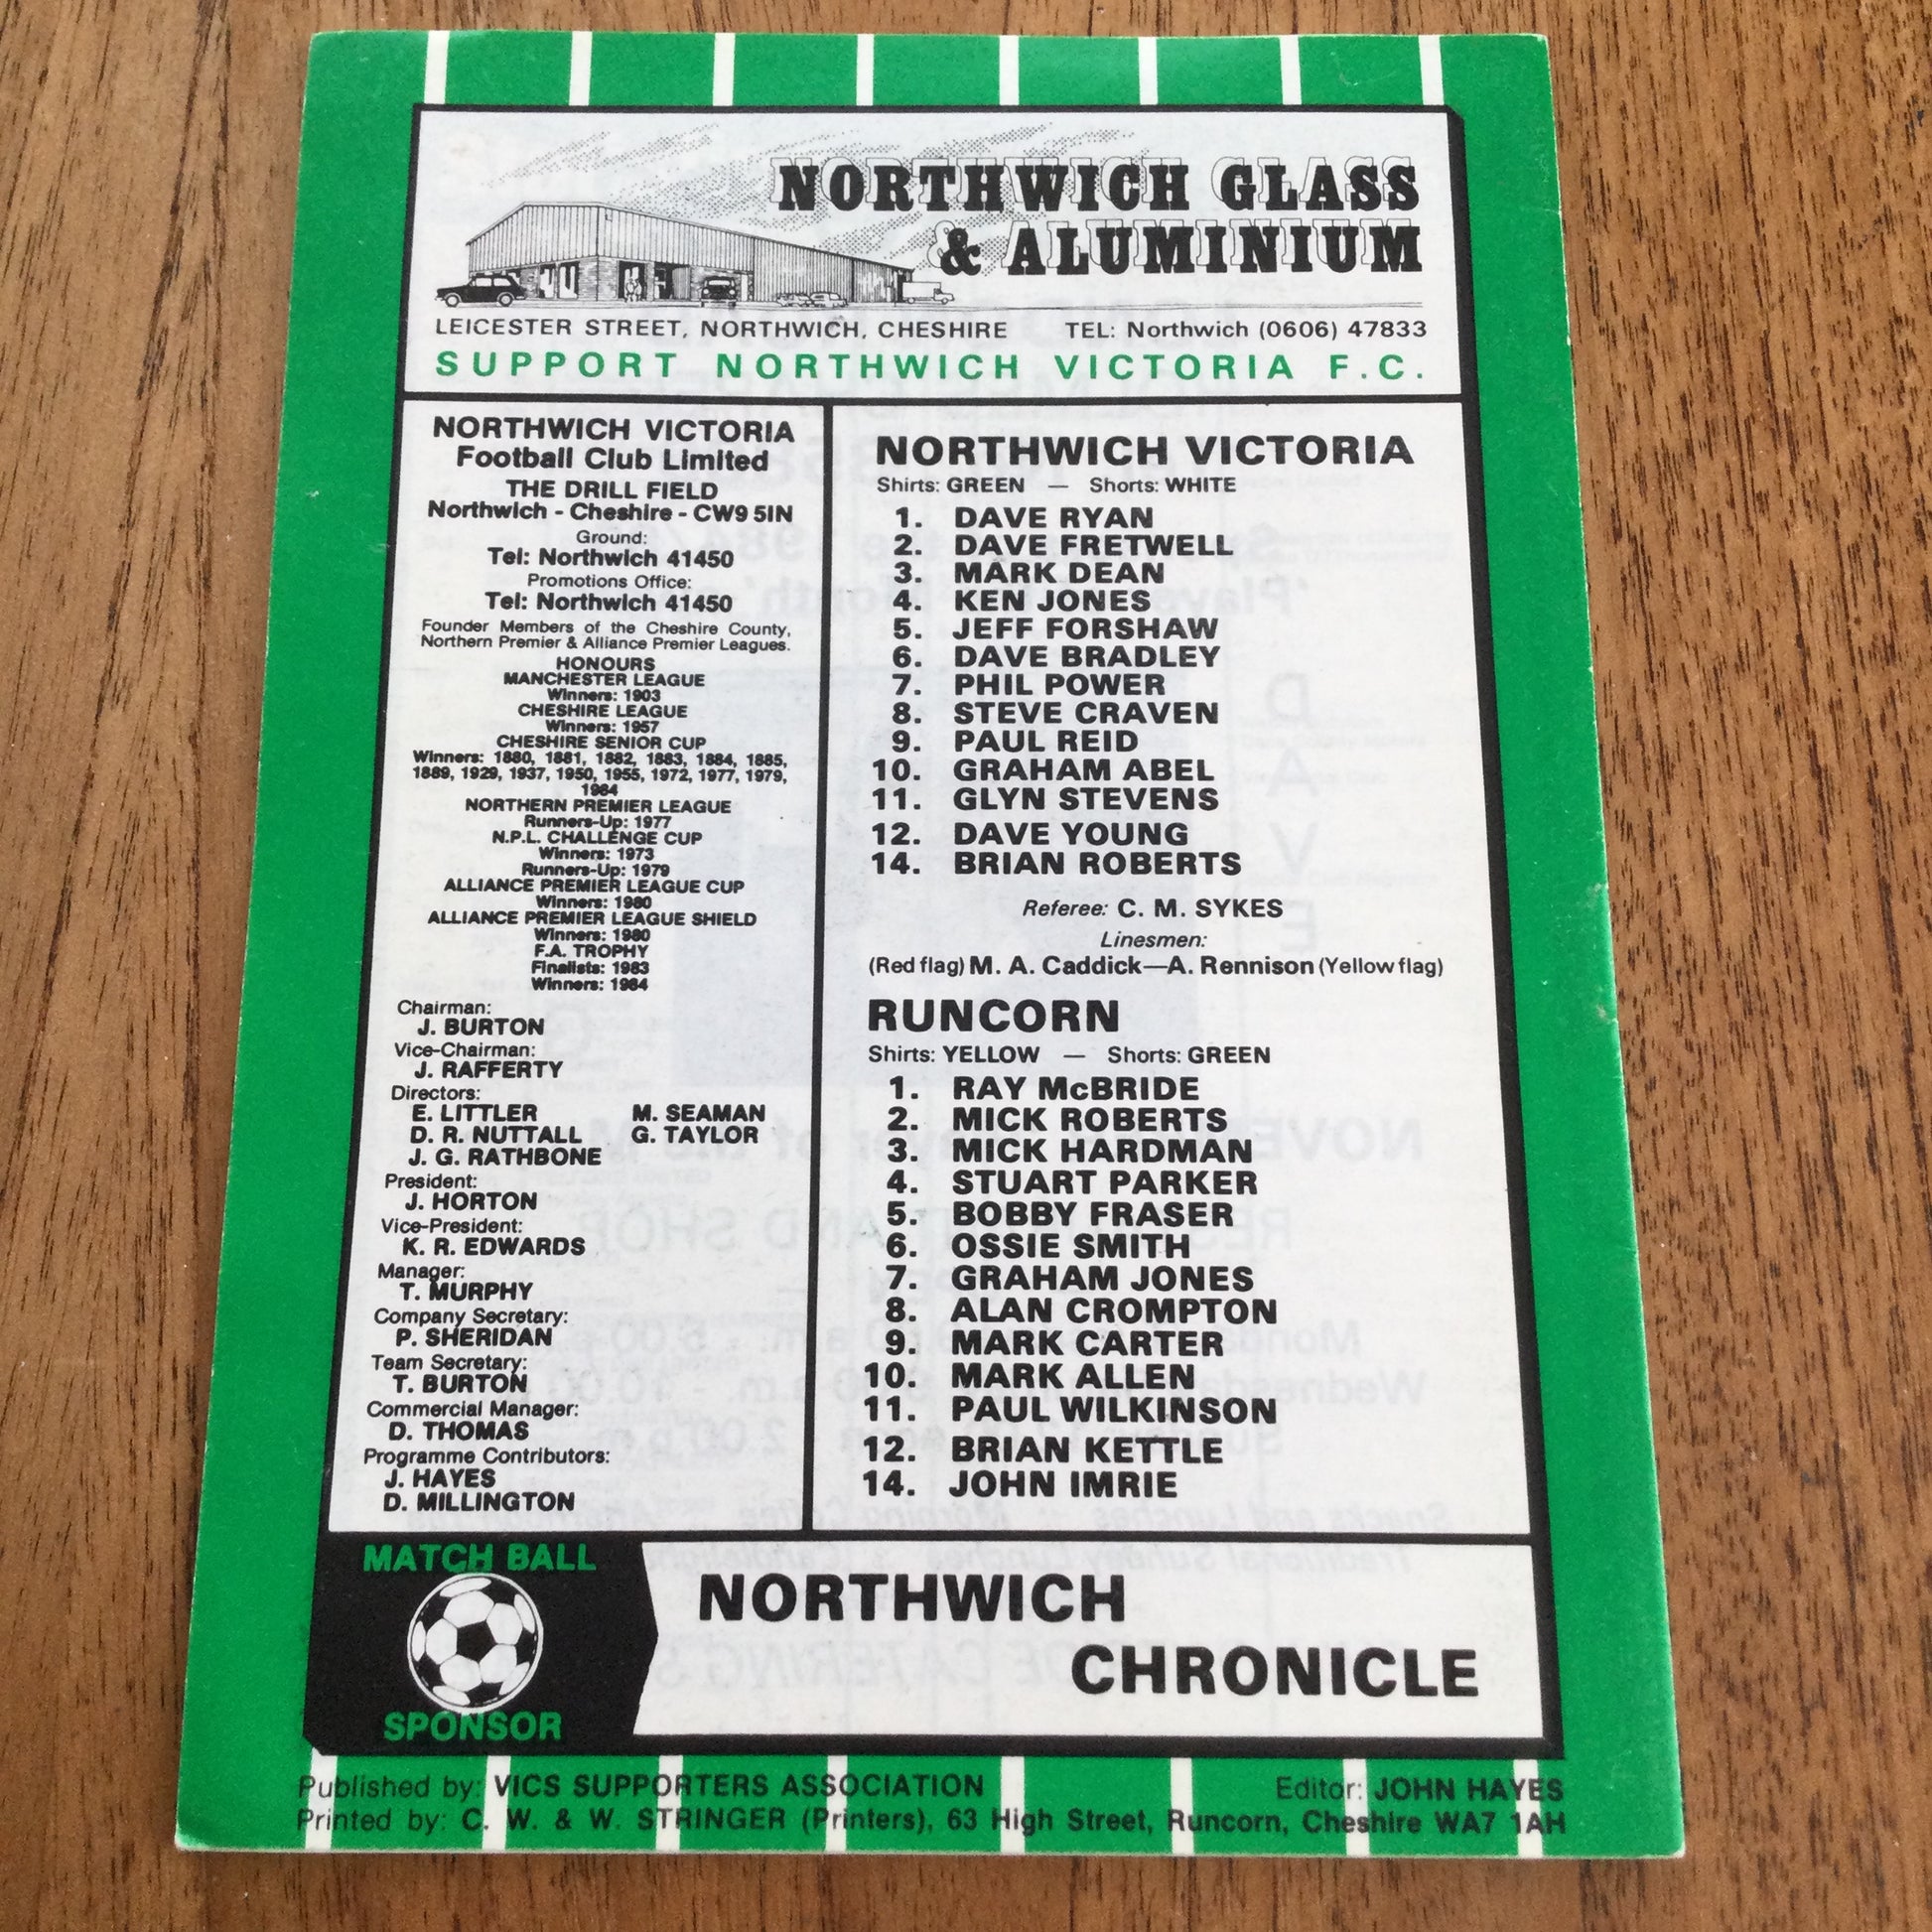 NORTHWICH GLASS
& ALUMINIUM
LEICESTER STREET, NORTHWICH, CHESHIRE TEL: Northwich (0606) 47833
SUPPORT NORTHWICH VICTORIA F.C.
NORTHWICH VICTORIA
Football Club Limited
THE DRILL FIELD
Northwich - Cheshire - CW9 5IN
Ground:
Tel: Northwich 41450
Promotions Office:
Tel: Northwich 41450
Founder Members of the Cheshire County,
Northern Premier & Alliance Premier Leagues.
HONOURS
MANCHESTER LEAGUE
Winners: 1903
CHESHIRE LEAGUE
Winners: 1957
CHESHIRE SENIOR CUP
Winners: 1880, 1881, 1882, 1883, 1884, 1885,
1889, 1929, 1937, 1950, 1955, 1972, 1977, 1979,
1984
NORTHERN PREMIER LEAGUE
Runners-Up: 1977
N.P.L. CHALLENGE CUP
Winners: 1973
Runners-Up: 1979
ALLIANCE PREMIER LEAGUE CUP
Winners: 1980
ALLIANCE PREMIER LEAGUE SHIELD
Winners: 1980
F.A. TROPHY
Finalists: 1983
Winners: 1984
Chairman:
J. BURTON
Vice-Chairman:
J. RAFFERTY
Directors:
E. LITTLER M. SEAMAN
D. R. NUTTALL G. TAYLOR
J. G. RATHBONE
President:
J. HORTON
Vice-President:
K. R. EDWARDS
Manager:
T. MURPHY
Company Secretary:
P. SHERIDAN
Team Secretary:
T. BURTON
Commercial Manager:
D. THOMAS
Programme Contributors:
J. HAYES
D. MILLINGTON
NORTHWICH VICTORIA
Shirts: GREEN — Shorts: WHITE
1. DAVE RYAN
2. DAVE FRETWELL
3. MARK DEAN
4. KEN JONES
5. JEFF FORSHAW
6. DAVE BRADLEY
7. PHIL POWER
8. STEVE CRAVEN
9. PAUL REID
10. GRAHAM ABEL
11. GLYN STEVENS
12. DAVE YOUNG
14. BRIAN ROBERTS
Referee: C. M. SYKES
Linesmen:
(Red flag) M. A. Caddick—A. Rennison (Yellow flag)
RUNCORN
Shirts: YELLOW — Shorts: GREEN
1. RAY McBRIDE
2. MICK ROBERTS
3. MICK HARDMAN
4. STUART PARKER
5. BOBBY FRASER
6. OSSIE SMITH
7. GRAHAM JONES
8. ALAN CROMPTON
9. MARK CARTER
10. MARK ALLEN
11. PAUL WILKINSON
12. BRIAN KETTLE
14. JOHN IMRIE
MATCH BALL
SPONSOR
NORTHWICH
CHRONICLE
Published by: VICS SUPPORTERS ASSOCIATION Editor: JOHN HAYES
Printed by: C. W. & W. STRINGER (Printers), 63 High Street, Runcorn, Cheshire WA7 1AH